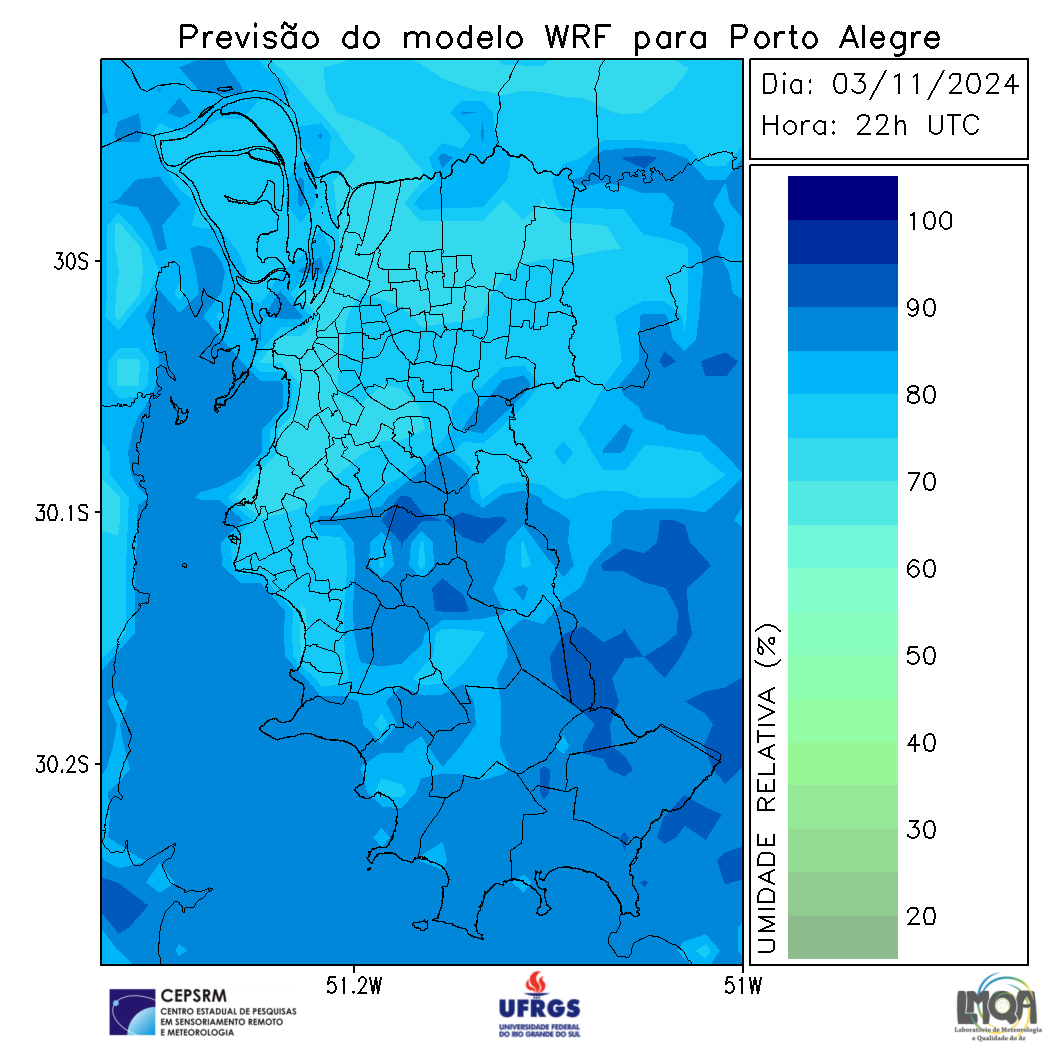 Previsão do modelo WRF para Porto Alegre
Dia: 03/11/2024
Hora: 22h UTC
30S
30.1S
30.2S
51.2W
51W
100
90
80
70
60
50
40
30
20
UMIDADE RELATIVA (%)
CEPSRM
CENTRO ESTADUAL DE PESQUISAS
EM SENSORIAMENTO REMOTO
E METEOROLOGIA
UFRGS
UNIVERSIDADE FEDERAL
DO RIO GRANDE DO SUL
LMQA
Laboratório de Meteorologia
e Qualidade do Ar